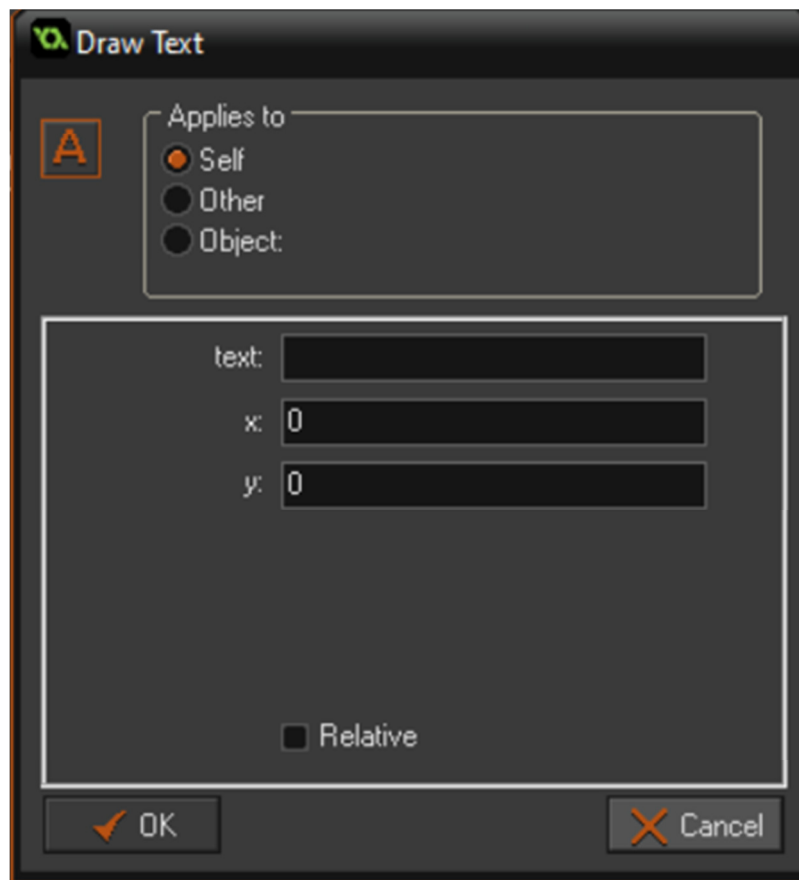 Draw Text
A
Applies to
Self
Other
Object:
text:
x: 0
y: 0
Relative
OK
Cancel